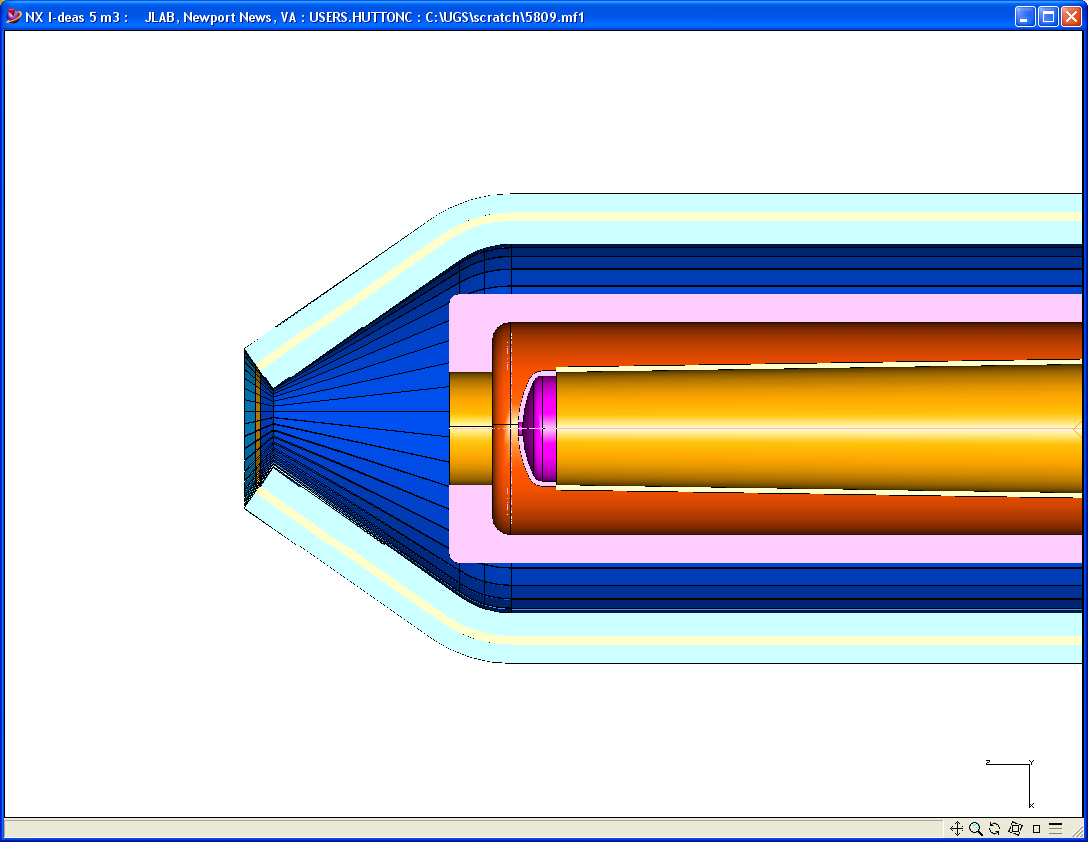 NX I-deas 5 m3 :    JLAB, Newport News, VA : USERS.HUTTONC : C:\UGS\scratch\5809.mf1
Z Y
X